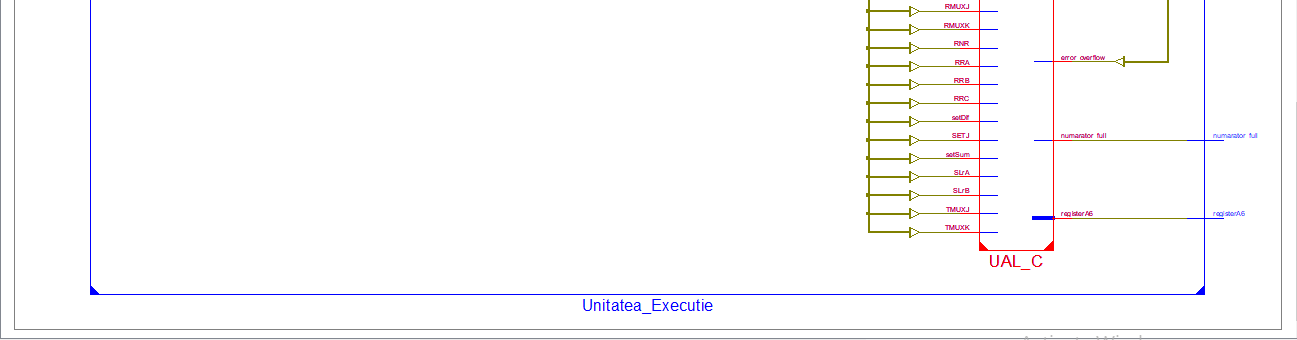 RMUXJ
RMUXK
RNR
RRA
error_overflow
RRB
RRC
setDif
SETJ
numarator_full
numarator_full
setSum
SLrA
SLrB
TMUXJ
registerA6
registerA6
TMUXK
UAL_C
Unitatea_Executie